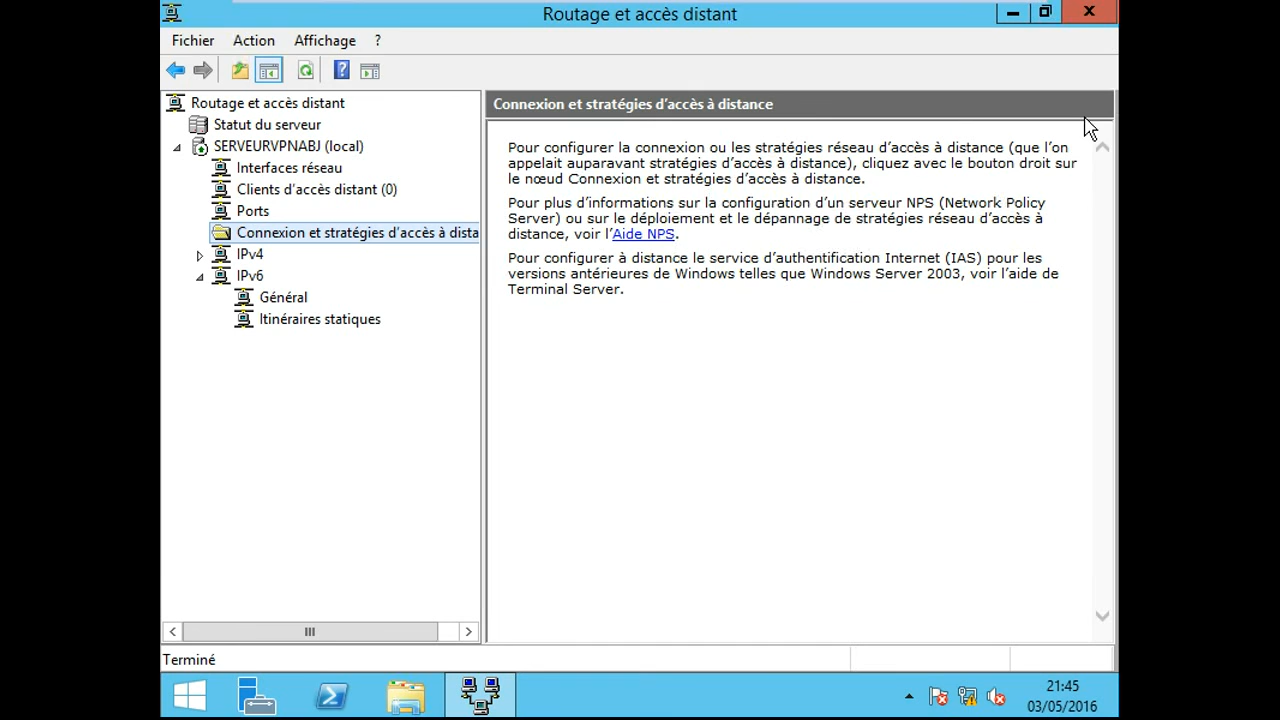 Routage et accès distant
Fichier Action Affichage ?
Routage et accès distant
Statut du serveur
SERVEURVPNABJ (local)
Interfaces réseau
Clients d'accès distant (0)
Ports
Connexion et stratégies d'accès à dista
IPv4
IPv6
Général
Itinéraires statiques
Connexion et stratégies d'accès à distance
Pour configurer la connexion ou les stratégies réseau d'accès à distance (que l'on
appelait auparavant stratégies d'accès à distance), cliquez avec le bouton droit sur
le nœud Connexion et stratégies d'accès à distance.
Pour plus d'informations sur la configuration d'un serveur NPS (Network Policy
Server) ou sur le déploiement et le dépannage de stratégies réseau d'accès à
distance, voir l'Aide NPS.
Pour configurer à distance le service d'authentification Internet (IAS) pour les
versions antérieures de Windows telles que Windows Server 2003, voir l'aide de
Terminal Server.
Terminé
21:45
03/05/2016